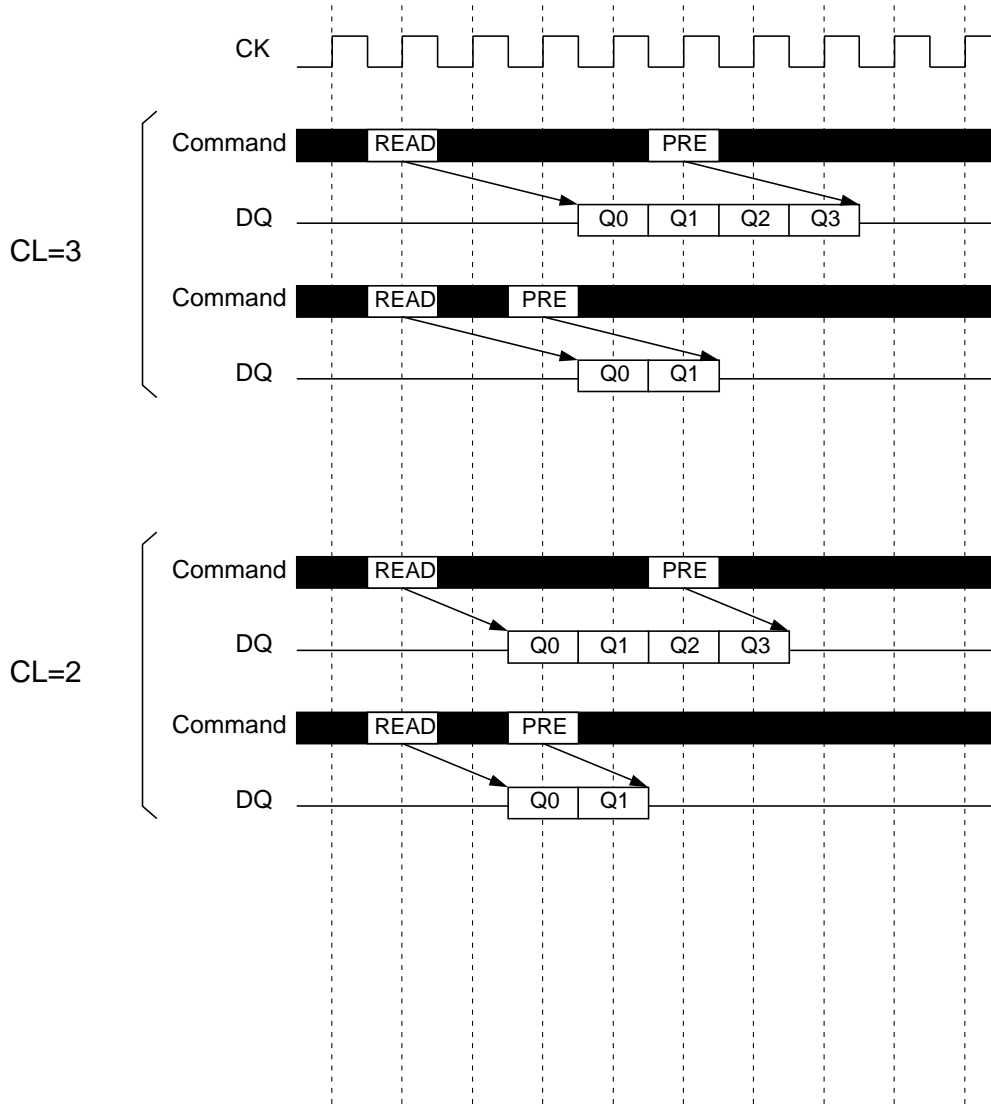 CK
Command READ PRE
DQ Q0 Q1 Q2 Q3
CL=3
Command READ PRE
DQ Q0 Q1
Command READ PRE
DQ Q0 Q1 Q2 Q3
CL=2
Command READ PRE
DQ Q0 Q1